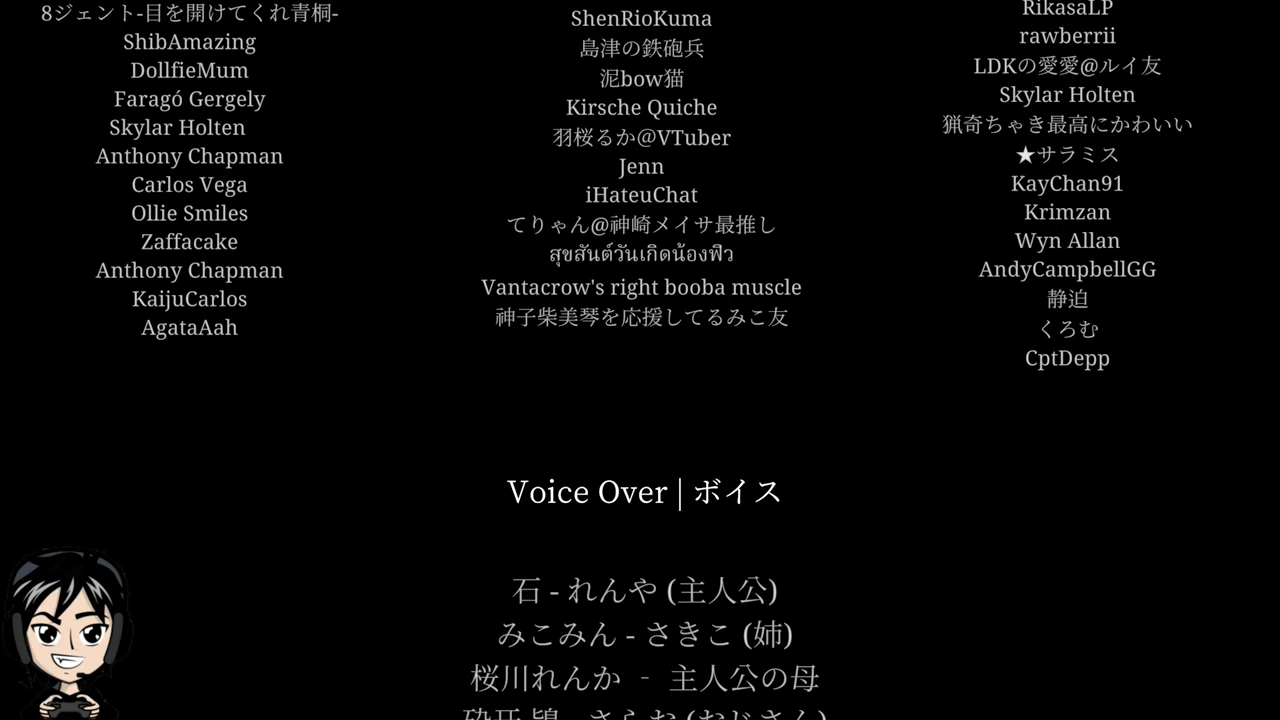 8ジェント-目を開けてくれ青桐-
ShibAmazing
DollfieMum
Faragó Gergely
Skylar Holten
Anthony Chapman
Carlos Vega
Ollie Smiles
Zaffacake
Anthony Chapman
KaijuCarlos
AgataAah
ShenRioKuma
島津の鉄砲兵
泥bow猫
Kirsche Quiche
羽桜るか@VTuber
Jenn
iHateuChat
てりゃん@神崎メイサ最推し
สุขสันต์วันเกิดน้องฟิว
Vantacrow's right booba muscle
神子柴美琴を応援してるみこ友
RikasaLP
rawberrii
LDKの愛愛@ルイ友
Skylar Holten
猟奇ちゃき最高にかわいい
★サラミス
KayChan91
Krimzan
Wyn Allan
AndyCampbellGG
静迫
くろむ
CptDepp
Voice Over | ボイス
石 - れんや (主人公)
みこみん - さきこ (姉)
桜川れんか - 主人公の母